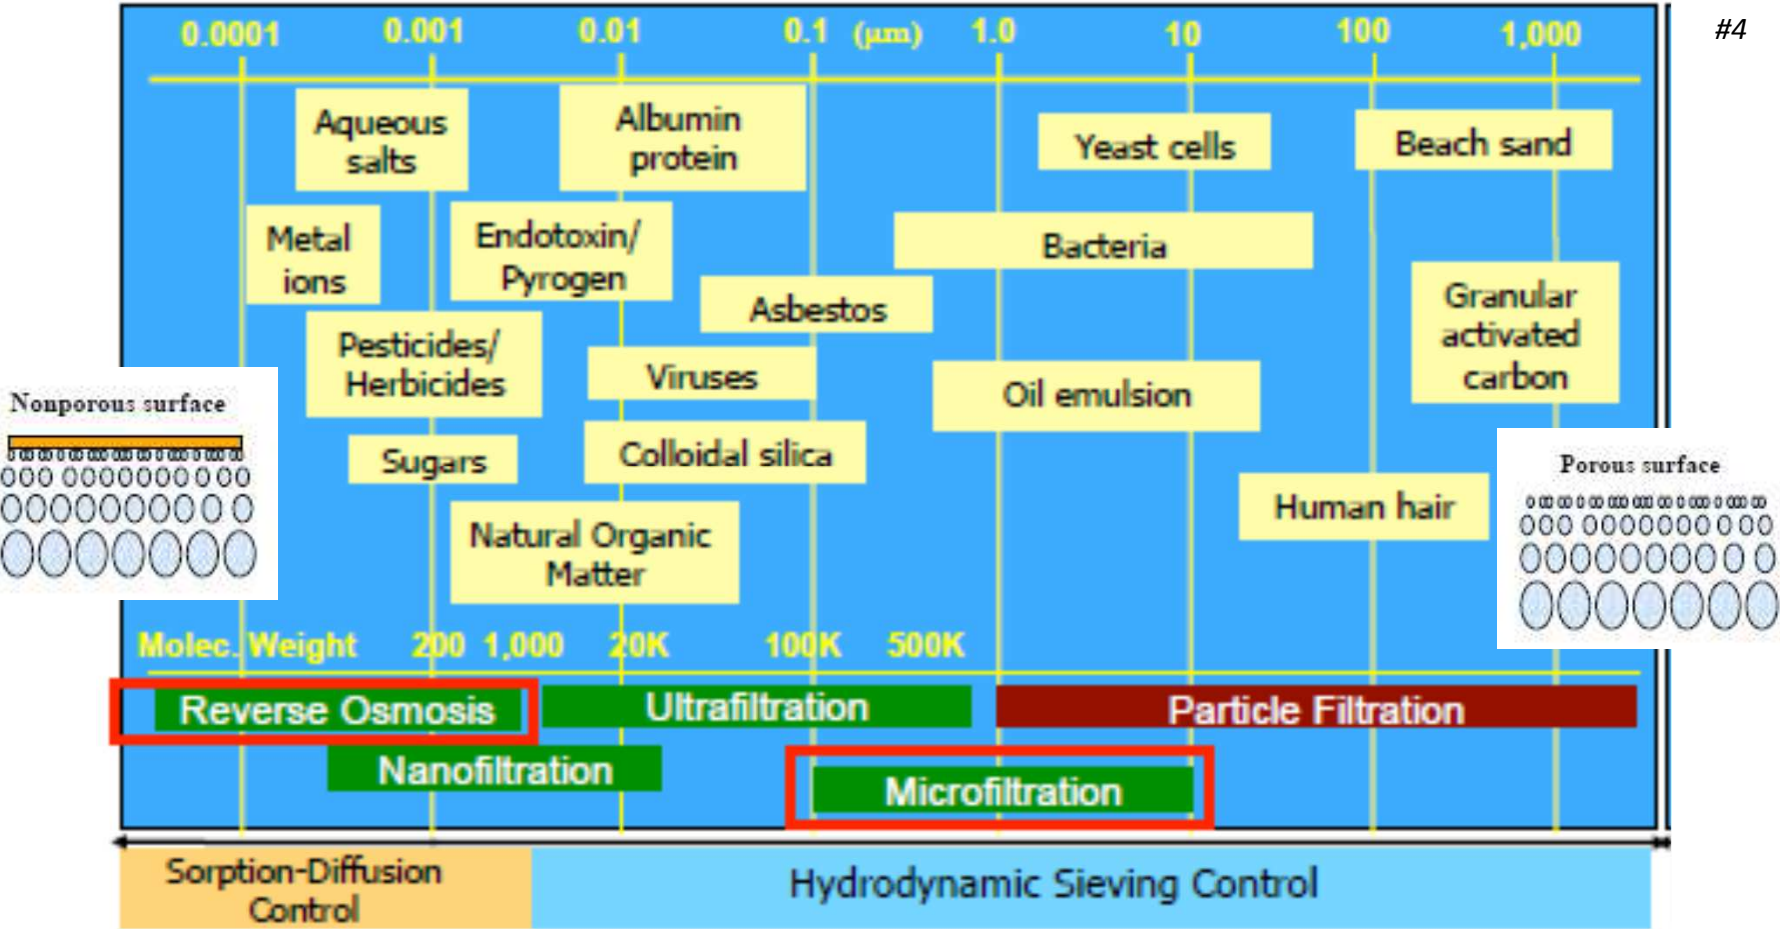 0.0001 0.001 0.01 0.1 (µm) 1.0 10 100 1,000
#4
Aqueous
salts
Albumin
protein
Yeast cells
Beach sand
Metal
ions
Endotoxin/
Pyrogen
Bacteria
Asbestos
Granular
activated
carbon
Pesticides/
Herbicides
Viruses
Oil emulsion
Nonporous surface
Sugars
Colloidal silica
Porous surface
Human hair
Natural Organic
Matter
Molec. Weight 200 1,000 20K 100K 500K
Reverse Osmosis
Ultrafiltration
Particle Filtration
Nanofiltration
Microfiltration
Sorption-Diffusion
Control
Hydrodynamic Sieving Control